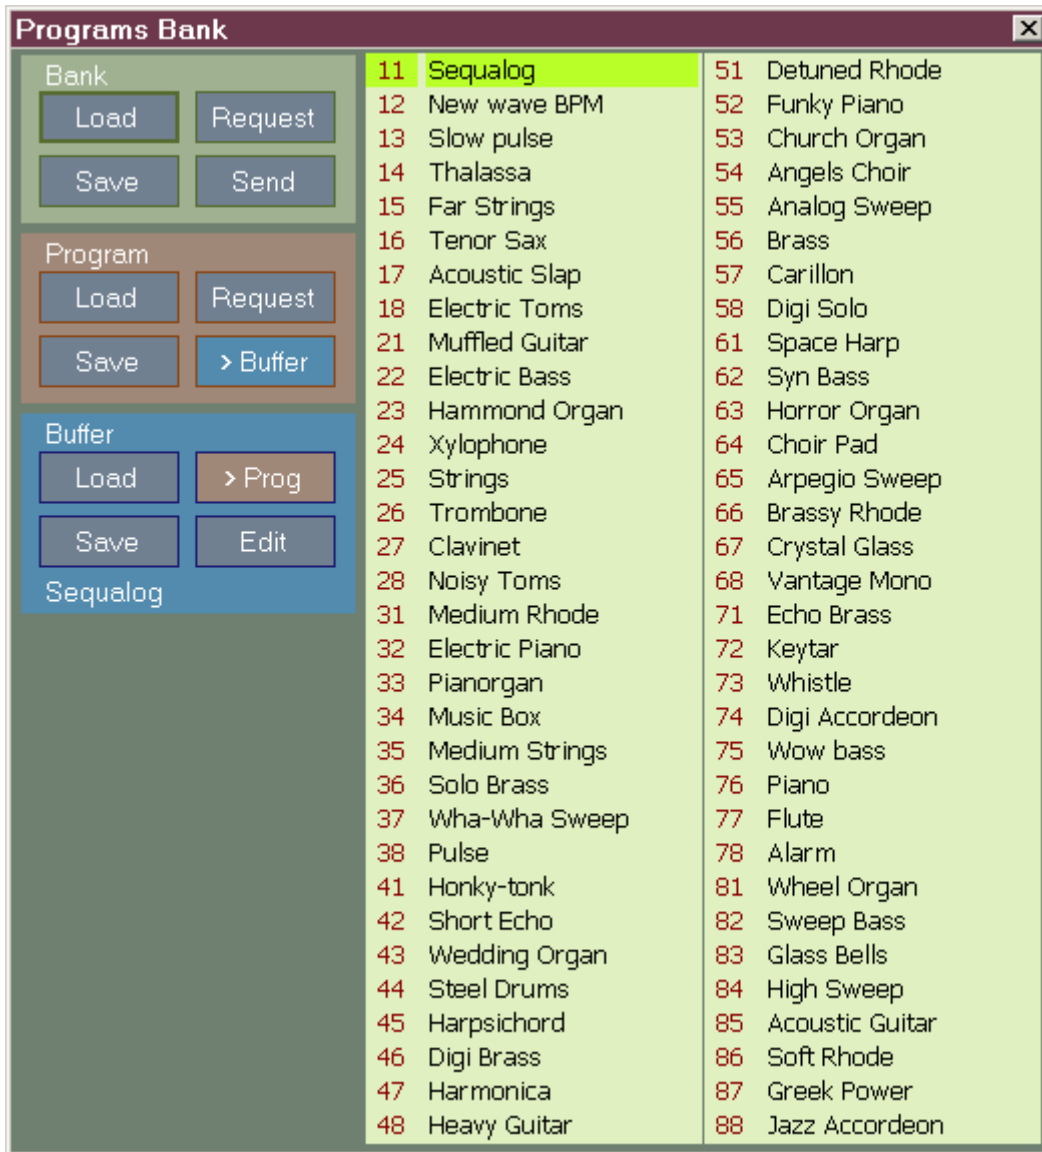 Programs Bank
Bank
Load Request
Save Send
Program
Load Request
Save > Buffer
Buffer
Load > Prog
Save Edit
Sequalog
11 Sequalog
12 New wave BPM
13 Slow pulse
14 Thalassa
15 Far Strings
16 Tenor Sax
17 Acoustic Slap
18 Electric Toms
21 Muffled Guitar
22 Electric Bass
23 Hammond Organ
24 Xylophone
25 Strings
26 Trombone
27 Clavinet
28 Noisy Toms
31 Medium Rhode
32 Electric Piano
33 Pianorgan
34 Music Box
35 Medium Strings
36 Solo Brass
37 Wha-Wha Sweep
38 Pulse
41 Honky-tonk
42 Short Echo
43 Wedding Organ
44 Steel Drums
45 Harpsichord
46 Digi Brass
47 Harmonica
48 Heavy Guitar
51 Detuned Rhode
52 Funky Piano
53 Church Organ
54 Angels Choir
55 Analog Sweep
56 Brass
57 Carillon
58 Digi Solo
61 Space Harp
62 Syn Bass
63 Horror Organ
64 Choir Pad
65 Arpegio Sweep
66 Brassy Rhode
67 Crystal Glass
68 Vantage Mono
71 Echo Brass
72 Keytar
73 Whistle
74 Digi Accordeon
75 Wow bass
76 Piano
77 Flute
78 Alarm
81 Wheel Organ
82 Sweep Bass
83 Glass Bells
84 High Sweep
85 Acoustic Guitar
86 Soft Rhode
87 Greek Power
88 Jazz Accordeon